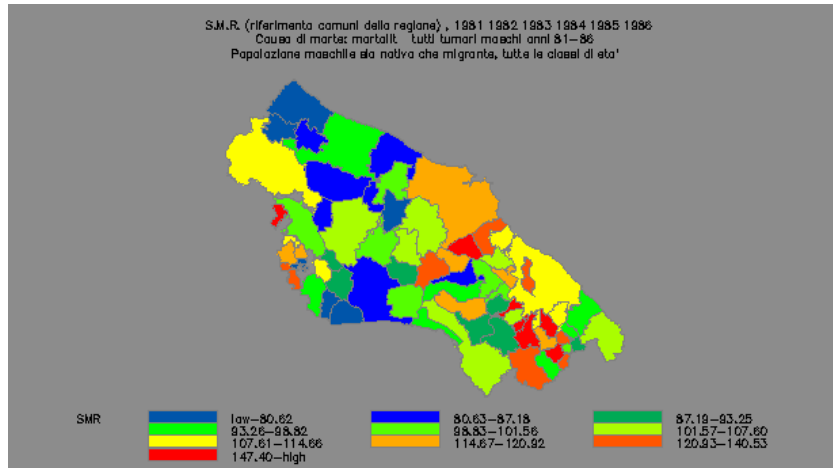 S.M.R. (riferimento comuni della regione) , 1981 1982 1983 1984 1985 1986
Causa di morte: mortalit tutti tumori maschi anni 81-86
Popolazione maschile sia nativa che migrante, tutte le classi di eta'
SMR low-80.62 80.63-87.18 87.19-93.25
93.26-98.82 98.83-101.56 101.57-107.60
107.61-114.66 114.67-120.92 120.93-140.53
147.40-high